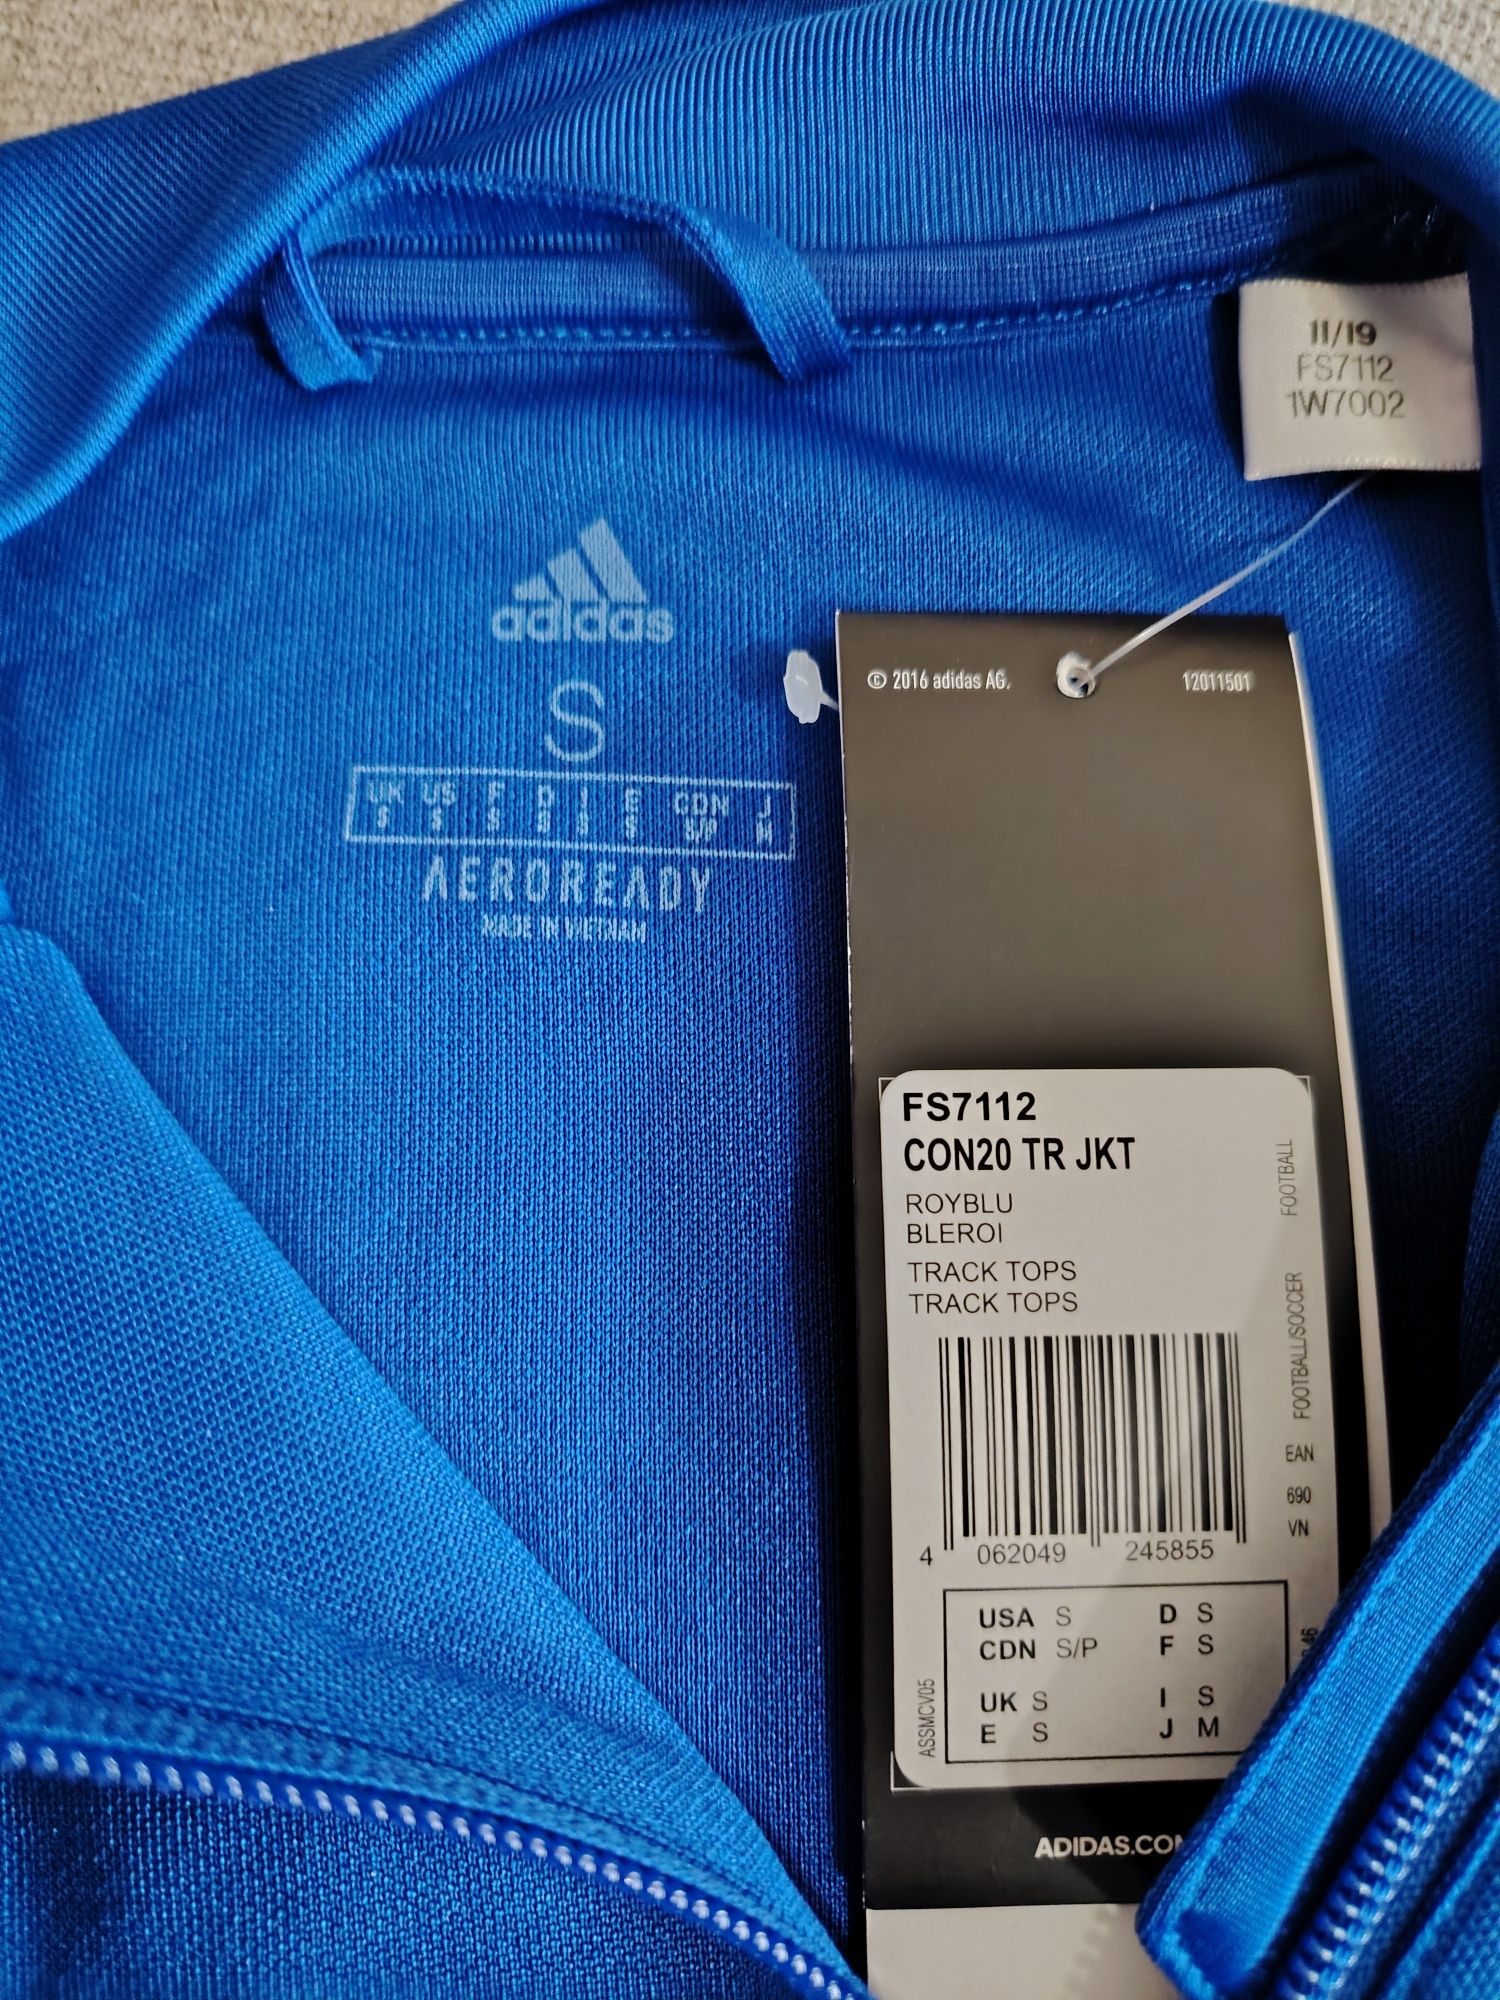 11/19
FS7112
1W7002
adidas
S
UK US F D I E CDN J
S S S S S S S/P M
AEROREADY
MADE IN VIETNAM
© 2016 adidas AG. 12011501
FS7112
CON20 TR JKT
ROYBLU
BLEROI
TRACK TOPS
TRACK TOPS
FOOTBALL
FOOTBALL/SOCCER
EAN
690
VN
4 062049 245855
USA S D S
CDN S/P F S
UK S I S
E S J M
46
ASSMCV05
ADIDAS.COM